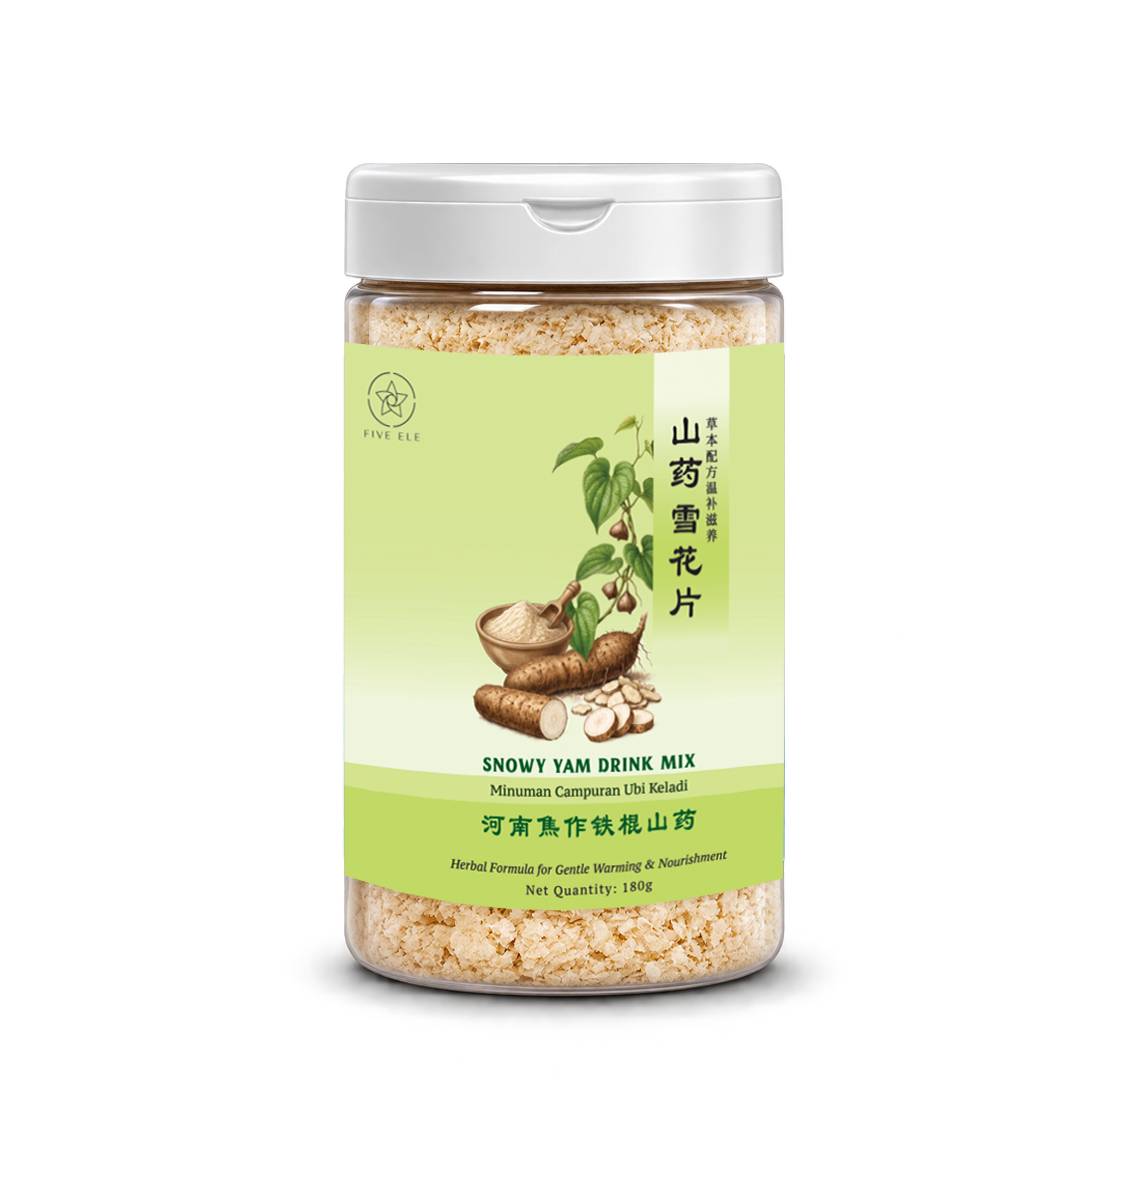 FIVE ELE
山药雪花片
草本配方温补滋养
SNOWY YAM DRINK MIX
Minuman Campuran Ubi Keladi
河南焦作铁棍山药
Herbal Formula for Gentle Warming & Nourishment
Net Quantity: 180g